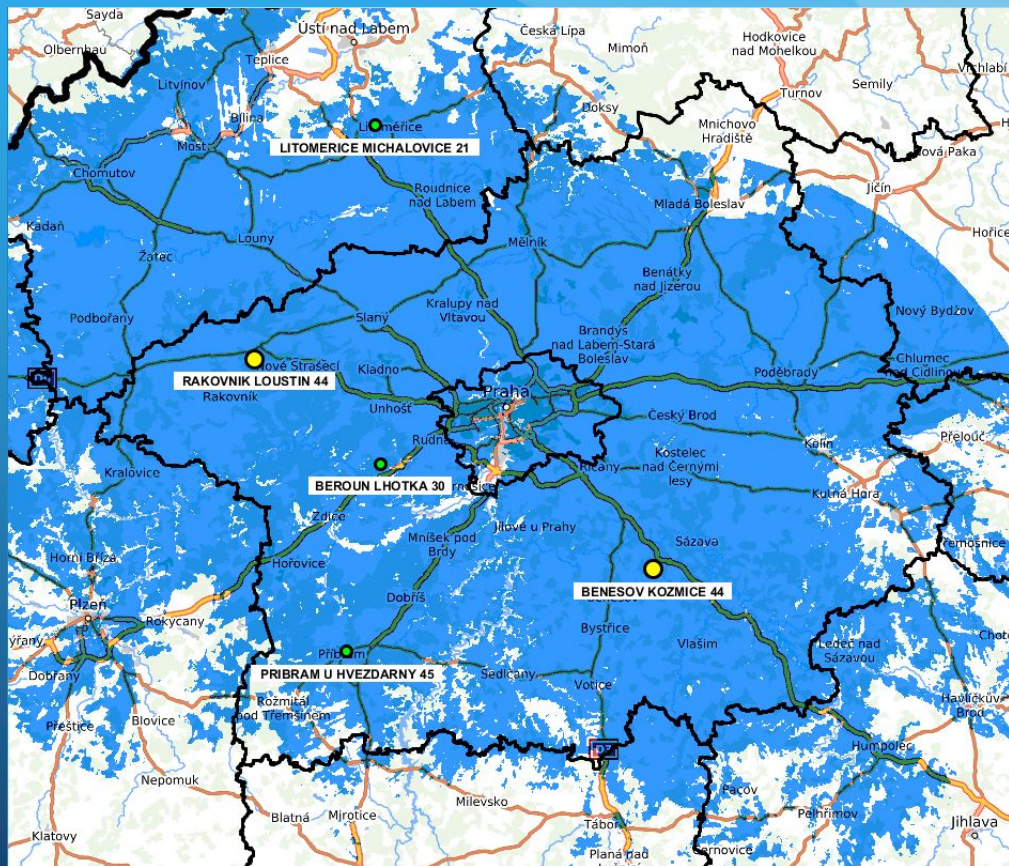 Sayda
Ústí nad Labem
Česká Lípa
Hodkovice
nad Mohelkou
Olbernhau
Teplice
Mimoň
Vrchlabí
Litvínov
Turnov
Semily
Doksy
Bílina
Litoměřice
Mnichovo
Hradiště
Most
LITOMERICE MICHALOVICE 21
Nová Paka
Chomutov
Roudnice
nad Labem
Jičín
Mladá Boleslav
Kadaň
Louny
Mělník
Hořice
Žatec
Benátky
nad Jizerou
Podbořany
Kralupy nad
Vltavou
Nový Bydžov
Slaný
Brandýs
nad Labem-Stará
Boleslav
Nové Strašecí
Kladno
Chlumec
nad Cidlinou
Poděbrady
RAKOVNIK LOUSTIN 44
Rakovník
Praha
Unhošť
Český Brod
Rudná
Kolín
Přelouč
Kralovice
Říčany
Kostelec
nad Černými
lesy
BEROUN LHOTKA 30
Kutná Hora
Zdice
Jílové u Prahy
Mníšek pod
Brdy
Sázava
Horní Bříza
Hořovice
BENESOV KOZMICE 44
Dobříš
Plzeň
Rokycany
Bystřice
Vlašim
Ledeč nad
Sázavou
Příbram
Dobřany
PRIBRAM U HVEZDARNY 45
Sedlčany
Votice
Rožmitál
pod Třemšínem
Havlíčkův
Brod
Přeštice
Blovice
Humpolec
Nepomuk
Pacov
Milevsko
Pelhřimov
Blatná
Mirotice
Tábor
Jihlava
Klatovy
Planá nad
Černovice